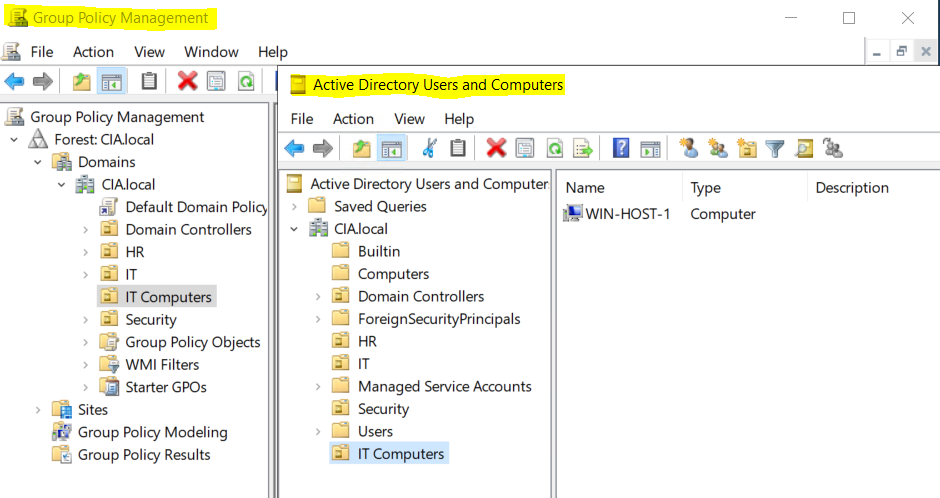 Group Policy Management
File Action View Window Help
Group Policy Management
Forest: CIA.local
Domains
CIA.local
Default Domain Policy
Domain Controllers
HR
IT
IT Computers
Security
Group Policy Objects
WMI Filters
Starter GPOs
Sites
Group Policy Modeling
Group Policy Results
Active Directory Users and Computers
File Action View Help
Active Directory Users and Computer
Saved Queries
CIA.local
Builtin
Computers
Domain Controllers
ForeignSecurityPrincipals
HR
IT
Managed Service Accounts
Security
Users
IT Computers
Name Type Description
WIN-HOST-1 Computer